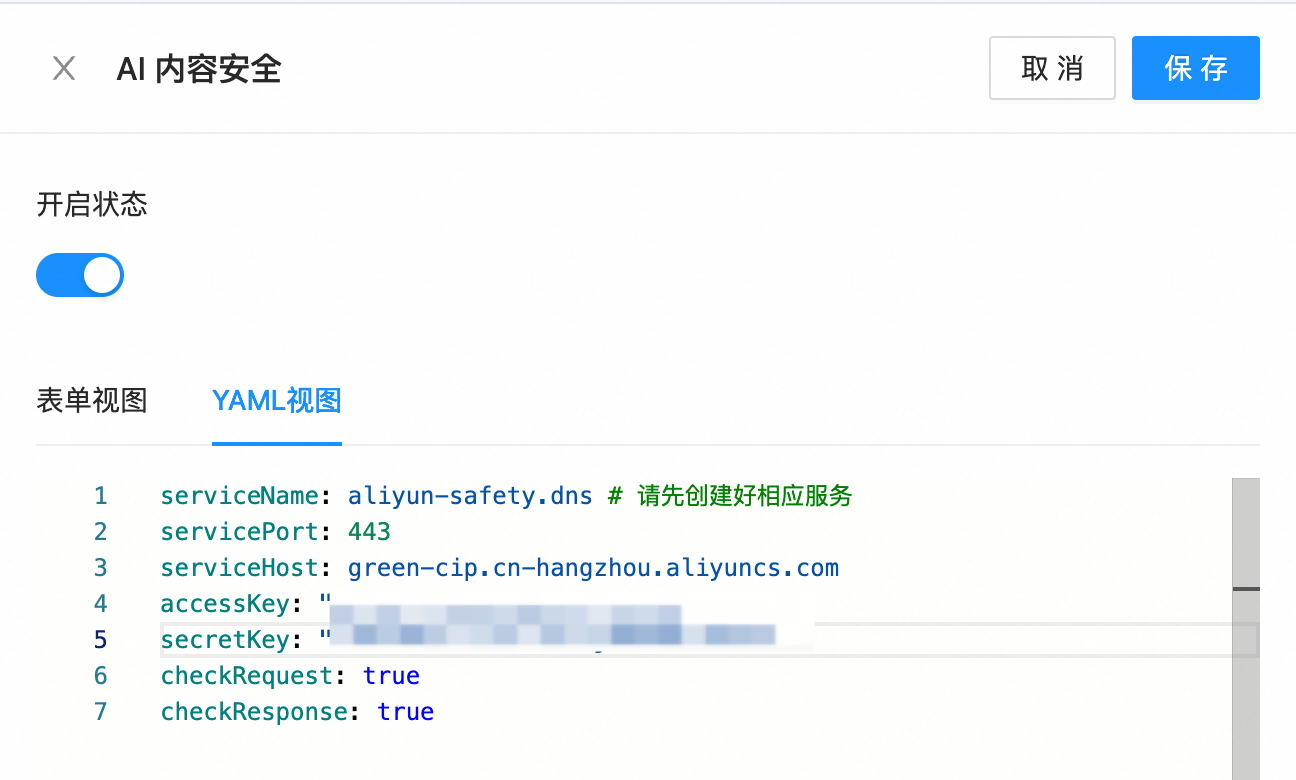 AI 内容安全
取 消
保 存
开启状态
表单视图
YAML视图
1 serviceName: aliyun-safety.dns # 请先创建好相应服务
2 servicePort: 443
3 serviceHost: green-cip.cn-hangzhou.aliyuncs.com
4 accessKey: "
5 secretKey: "
6 checkRequest: true
7 checkResponse: true